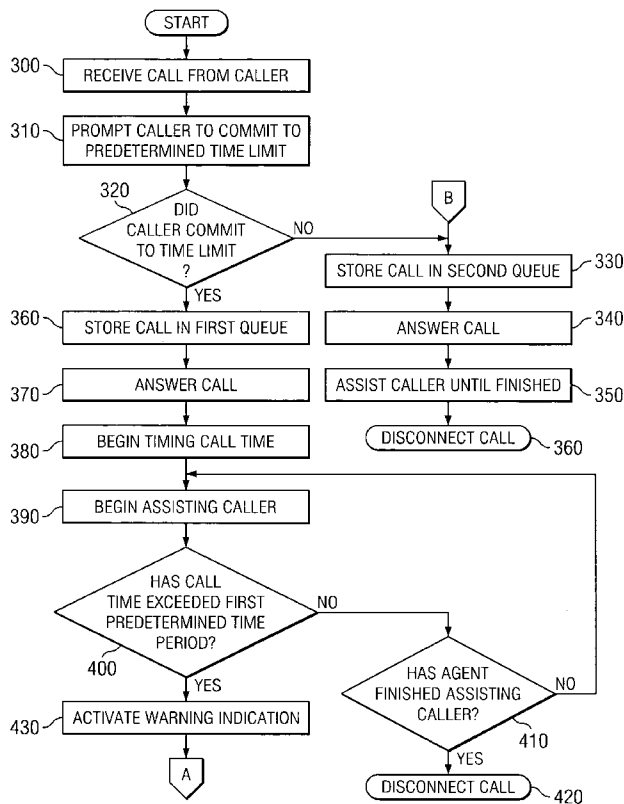 START
300
RECEIVE CALL FROM CALLER
310
PROMPT CALLER TO COMMIT TO
PREDETERMINED TIME LIMIT
320
DID
CALLER COMMIT
TO TIME LIMIT
?
NO
YES
B
STORE CALL IN SECOND QUEUE
330
ANSWER CALL
340
ASSIST CALLER UNTIL FINISHED
350
DISCONNECT CALL
360
360
STORE CALL IN FIRST QUEUE
370
ANSWER CALL
380
BEGIN TIMING CALL TIME
390
BEGIN ASSISTING CALLER
HAS CALL
TIME EXCEEDED FIRST
PREDETERMINED TIME
PERIOD?
400
NO
YES
430
ACTIVATE WARNING INDICATION
A
HAS AGENT
FINISHED ASSISTING
CALLER?
NO
410
YES
DISCONNECT CALL
420